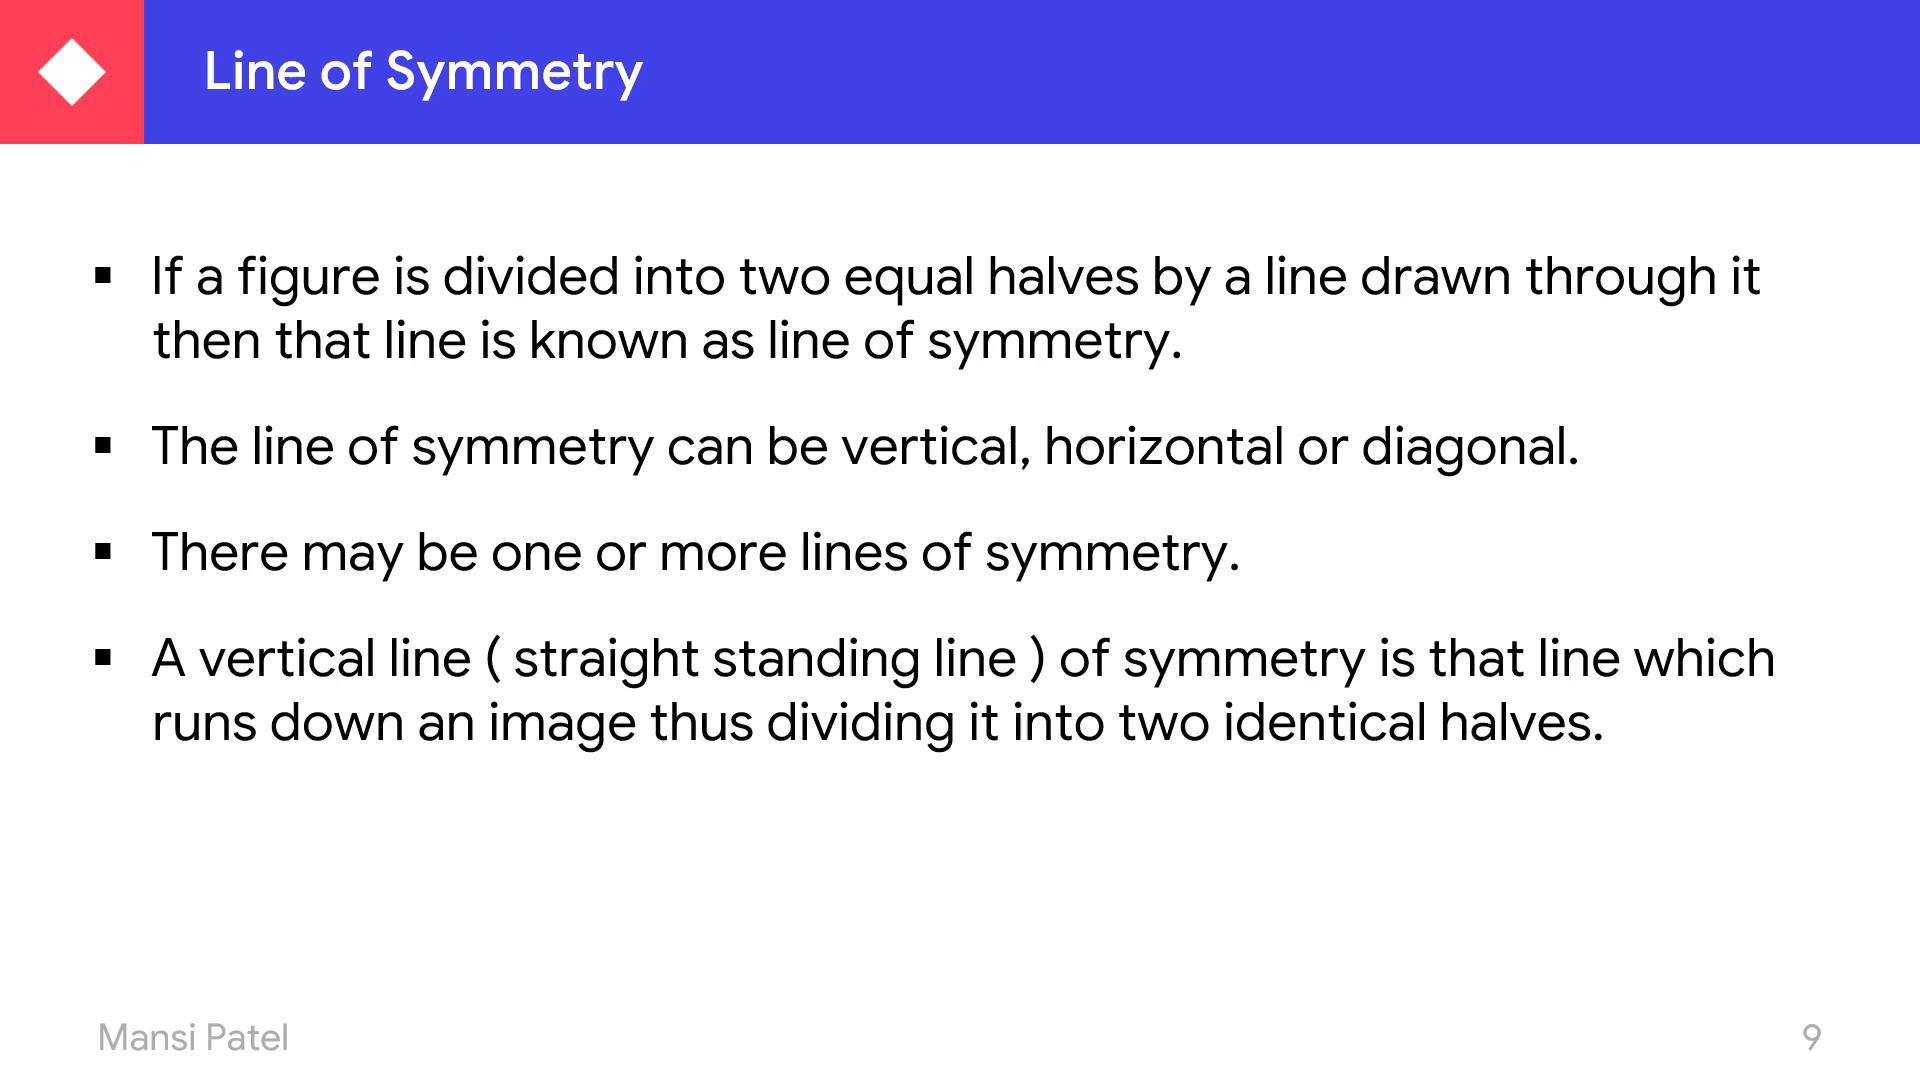 Line of Symmetry
▪ If a figure is divided into two equal halves by a line drawn through it
then that line is known as line of symmetry.
▪ The line of symmetry can be vertical, horizontal or diagonal.
▪ There may be one or more lines of symmetry.
▪ A vertical line ( straight standing line ) of symmetry is that line which
runs down an image thus dividing it into two identical halves.
Mansi Patel
9